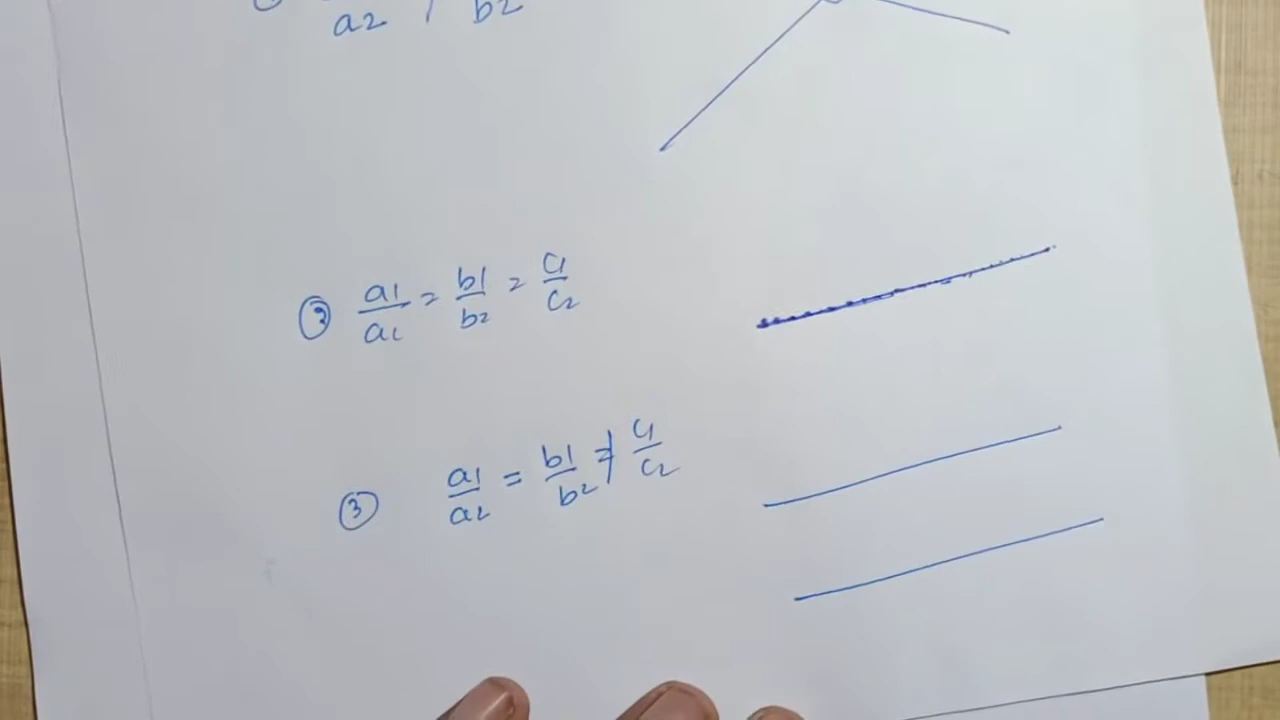 a2 b2
② a1/a2 = b1/b2 = c1/c2
③ a1/a2 = b1/b2 ≠ c1/c2